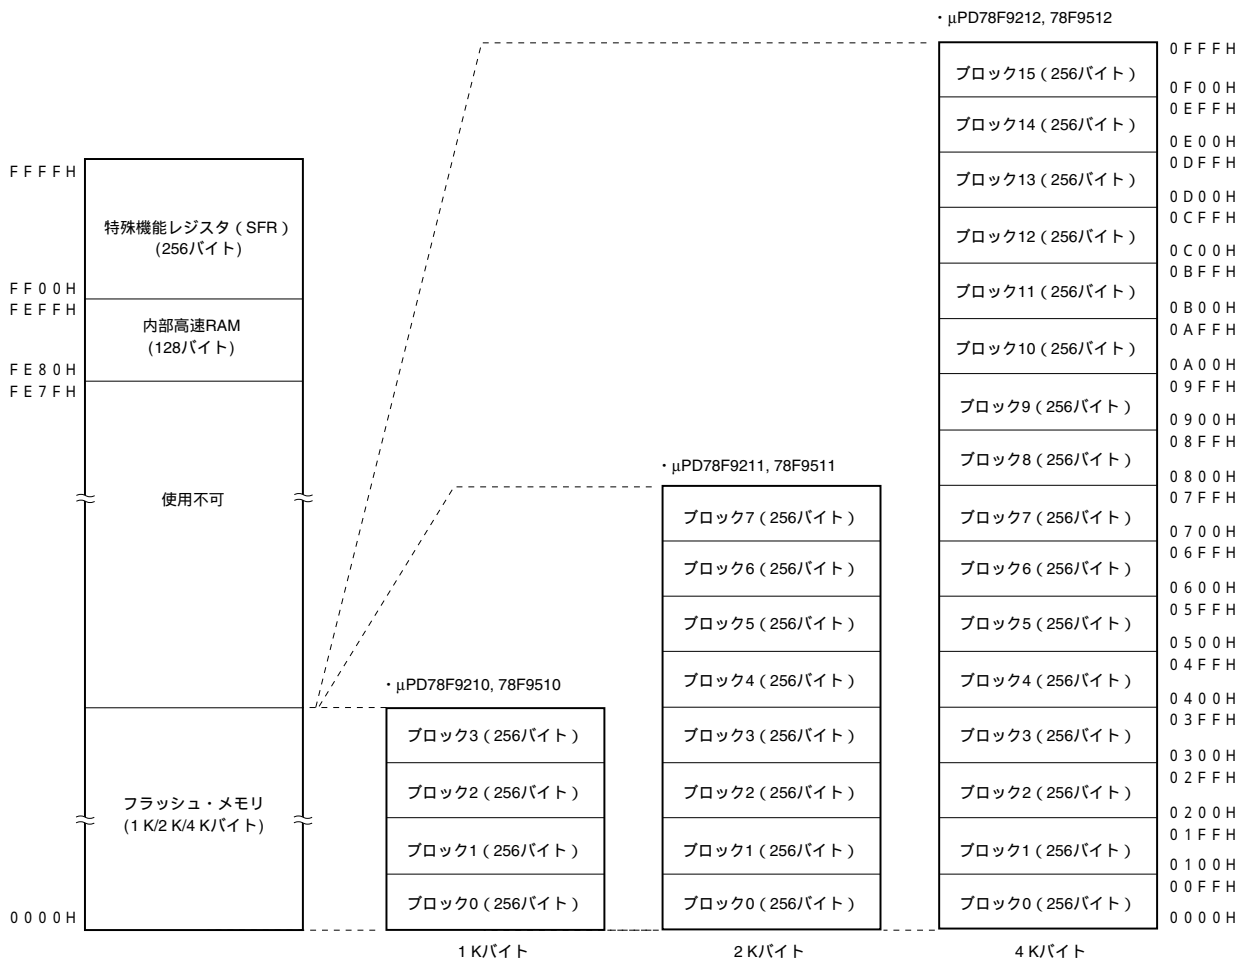 FFFFH
特殊機能レジスタ（SFR）
(256バイト)
FF00H
FEFFH
内部高速RAM
(128バイト)
FE80H
FE7FH
使用不可
フラッシュ・メモリ
(1 K/2 K/4 Kバイト)
0000H
・μPD78F9210, 78F9510
ブロック3（256バイト）
ブロック2（256バイト）
ブロック1（256バイト）
ブロック0（256バイト）
1 Kバイト
・μPD78F9211, 78F9511
ブロック7（256バイト）
ブロック6（256バイト）
ブロック5（256バイト）
ブロック4（256バイト）
ブロック3（256バイト）
ブロック2（256バイト）
ブロック1（256バイト）
ブロック0（256バイト）
2 Kバイト
・μPD78F9212, 78F9512
0FFFH
ブロック15（256バイト）
0F00H
0EFFH
ブロック14（256バイト）
0E00H
0DFFH
ブロック13（256バイト）
0D00H
0CFFH
ブロック12（256バイト）
0C00H
0BFFH
ブロック11（256バイト）
0B00H
0AFFH
ブロック10（256バイト）
0A00H
09FFH
ブロック9（256バイト）
0900H
08FFH
ブロック8（256バイト）
0800H
07FFH
ブロック7（256バイト）
0700H
06FFH
ブロック6（256バイト）
0600H
05FFH
ブロック5（256バイト）
0500H
04FFH
ブロック4（256バイト）
0400H
03FFH
ブロック3（256バイト）
0300H
02FFH
ブロック2（256バイト）
0200H
01FFH
ブロック1（256バイト）
0100H
00FFH
ブロック0（256バイト）
0000H
4 Kバイト